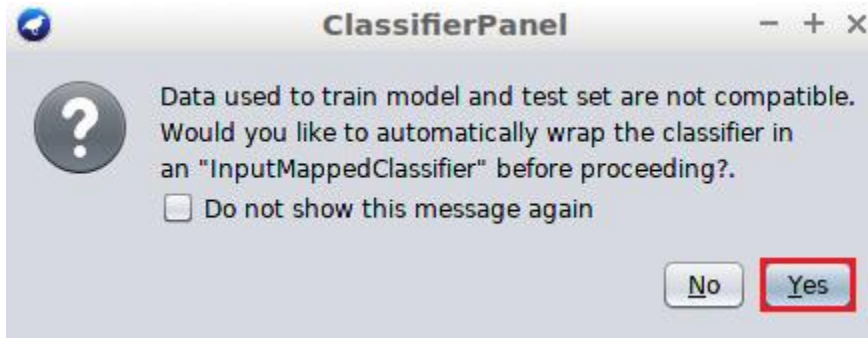 ClassifierPanel
Data used to train model and test set are not compatible.
Would you like to automatically wrap the classifier in
an "InputMappedClassifier" before proceeding?.
Do not show this message again
No Yes